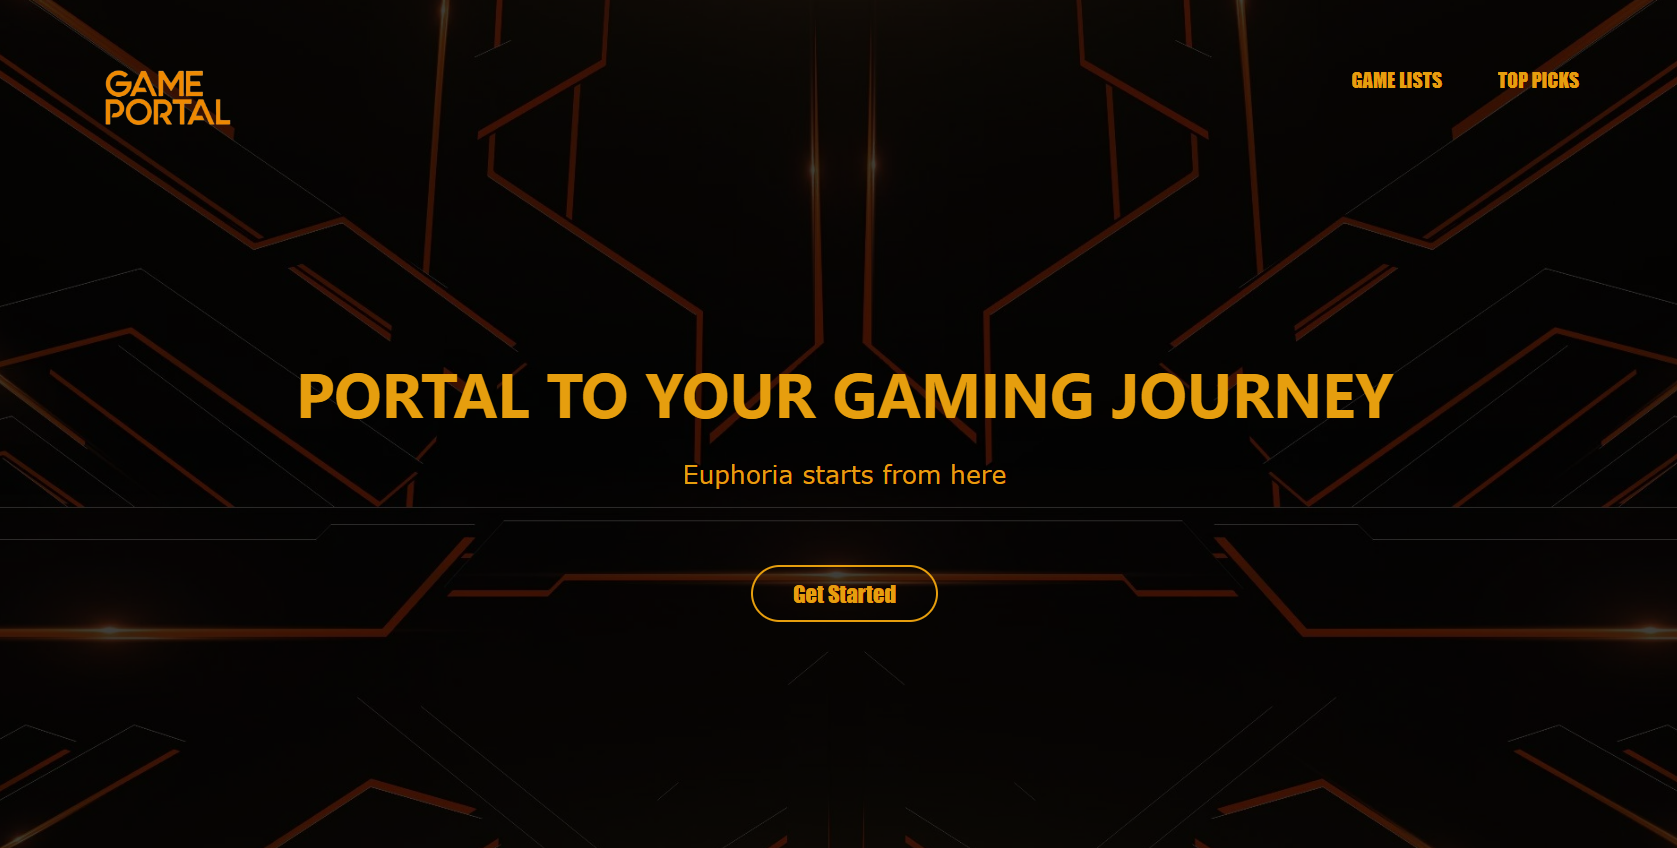 GAME
PORTAL
GAME LISTS
TOP PICKS
PORTAL TO YOUR GAMING JOURNEY
Euphoria starts from here
Get Started